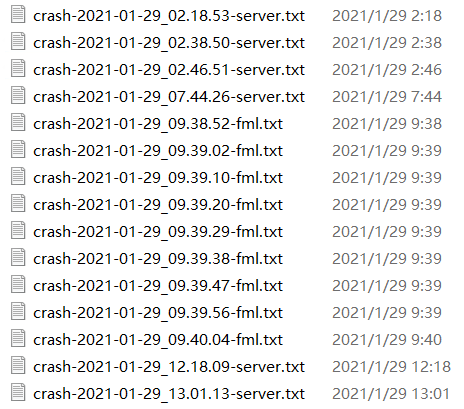 crash-2021-01-29_02.18.53-server.txt 2021/1/29 2:18
crash-2021-01-29_02.38.50-server.txt 2021/1/29 2:38
crash-2021-01-29_02.46.51-server.txt 2021/1/29 2:46
crash-2021-01-29_07.44.26-server.txt 2021/1/29 7:44
crash-2021-01-29_09.38.52-fml.txt 2021/1/29 9:38
crash-2021-01-29_09.39.02-fml.txt 2021/1/29 9:39
crash-2021-01-29_09.39.10-fml.txt 2021/1/29 9:39
crash-2021-01-29_09.39.20-fml.txt 2021/1/29 9:39
crash-2021-01-29_09.39.29-fml.txt 2021/1/29 9:39
crash-2021-01-29_09.39.38-fml.txt 2021/1/29 9:39
crash-2021-01-29_09.39.47-fml.txt 2021/1/29 9:39
crash-2021-01-29_09.39.56-fml.txt 2021/1/29 9:39
crash-2021-01-29_09.40.04-fml.txt 2021/1/29 9:40
crash-2021-01-29_12.18.09-server.txt 2021/1/29 12:18
crash-2021-01-29_13.01.13-server.txt 2021/1/29 13:01